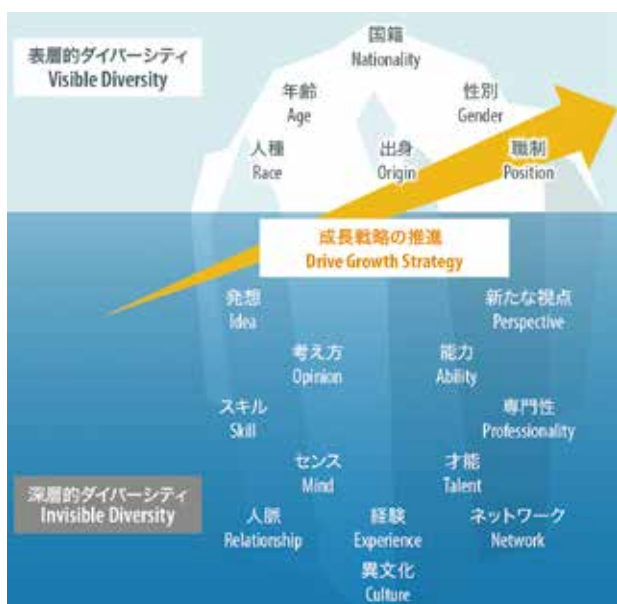 表層的ダイバーシティ
Visible Diversity
国籍
Nationality
年齢
Age
性別
Gender
人種
Race
出身
Origin
職制
Position
成長戦略の推進
Drive Growth Strategy
発想
Idea
新たな視点
Perspective
考え方
Opinion
能力
Ability
スキル
Skill
専門性
Professionality
センス
Mind
才能
Talent
深層的ダイバーシティ
Invisible Diversity
人脈
Relationship
経験
Experience
ネットワーク
Network
異文化
Culture